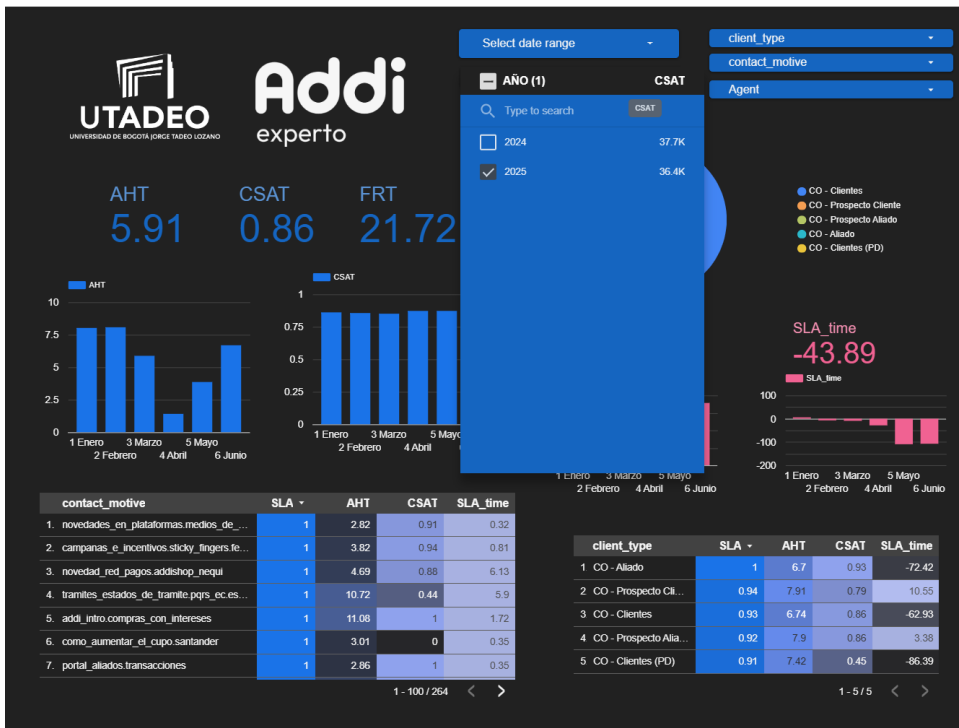 Select date range
client_type
contact_motive
Agent
AÑO (1) CSAT
Type to search
CSAT
2024 37.7K
2025 36.4K
UTADEO
UNIVERSIDAD DE BOGOTÁ JORGE TADEO LOZANO
Addi
experto
AHT CSAT FRT
5.91 0.86 21.72
CO - Clientes
CO - Prospecto Cliente
CO - Prospecto Aliado
CO - Aliado
CO - Clientes (PD)
AHT
10
7.5
5
2.5
0
1 Enero 3 Marzo 5 Mayo
2 Febrero 4 Abril 6 Junio
CSAT
1
0.75
0.5
0.25
0
1 Enero 3 Marzo 5 Mayo
2 Febrero 4 Abril
1 Enero 3 Marzo 5 Mayo
2 Febrero 4 Abril 6 Junio
SLA_time
-43.89
SLA_time
100
0
-100
-200
1 Enero 3 Marzo 5 Mayo
2 Febrero 4 Abril 6 Junio
contact_motive SLA AHT CSAT SLA_time
1. novedades_en_plataformas.medios_de_... 1 2.82 0.91 0.32
2. campanas_e_incentivos.sticky_fingers.fe... 1 3.82 0.94 0.81
3. novedad_red_pagos.addishop_nequi 1 4.69 0.88 6.13
4. tramites_estados_de_tramite.pqrs_ec.es... 1 10.72 0.44 5.9
5. addi_intro.compras_con_intereses 1 11.08 1 1.72
6. como_aumentar_el_cupo.santander 1 3.01 0 0.35
7. portal_aliados.transacciones 1 2.86 1 0.35
1 - 100 / 264
client_type SLA AHT CSAT SLA_time
1 CO - Aliado 1 6.7 0.93 -72.42
2 CO - Prospecto Cli... 0.94 7.91 0.79 10.55
3 CO - Clientes 0.93 6.74 0.86 -62.93
4 CO - Prospecto Alia... 0.92 7.9 0.86 3.38
5 CO - Clientes (PD) 0.91 7.42 0.45 -86.39
1 - 5 / 5